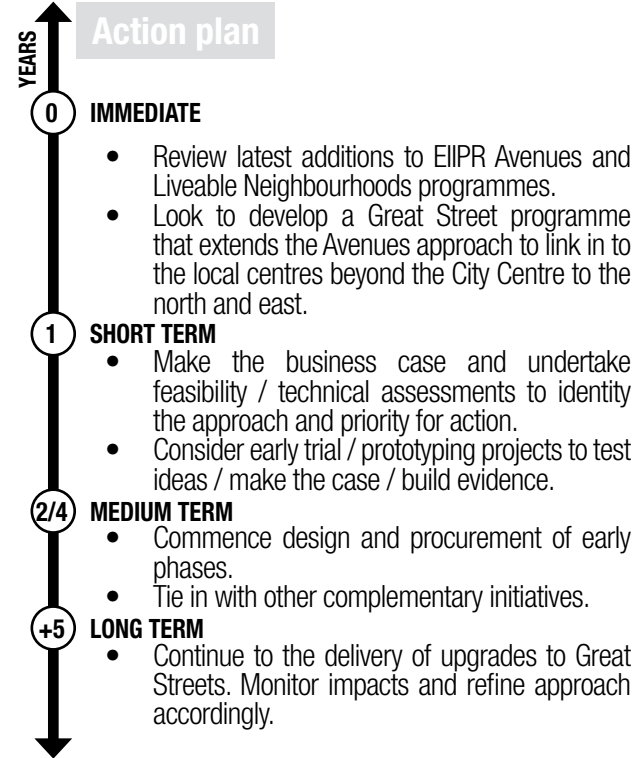 Action plan
YEARS
0 IMMEDIATE
• Review latest additions to EIIPR Avenues and
Liveable Neighbourhoods programmes.
• Look to develop a Great Street programme
that extends the Avenues approach to link in to
the local centres beyond the City Centre to the
north and east.
1 SHORT TERM
• Make the business case and undertake
feasibility / technical assessments to identity
the approach and priority for action.
• Consider early trial / prototyping projects to test
ideas / make the case / build evidence.
2/4 MEDIUM TERM
• Commence design and procurement of early
phases.
• Tie in with other complementary initiatives.
+5 LONG TERM
• Continue to the delivery of upgrades to Great
Streets. Monitor impacts and refine approach
accordingly.